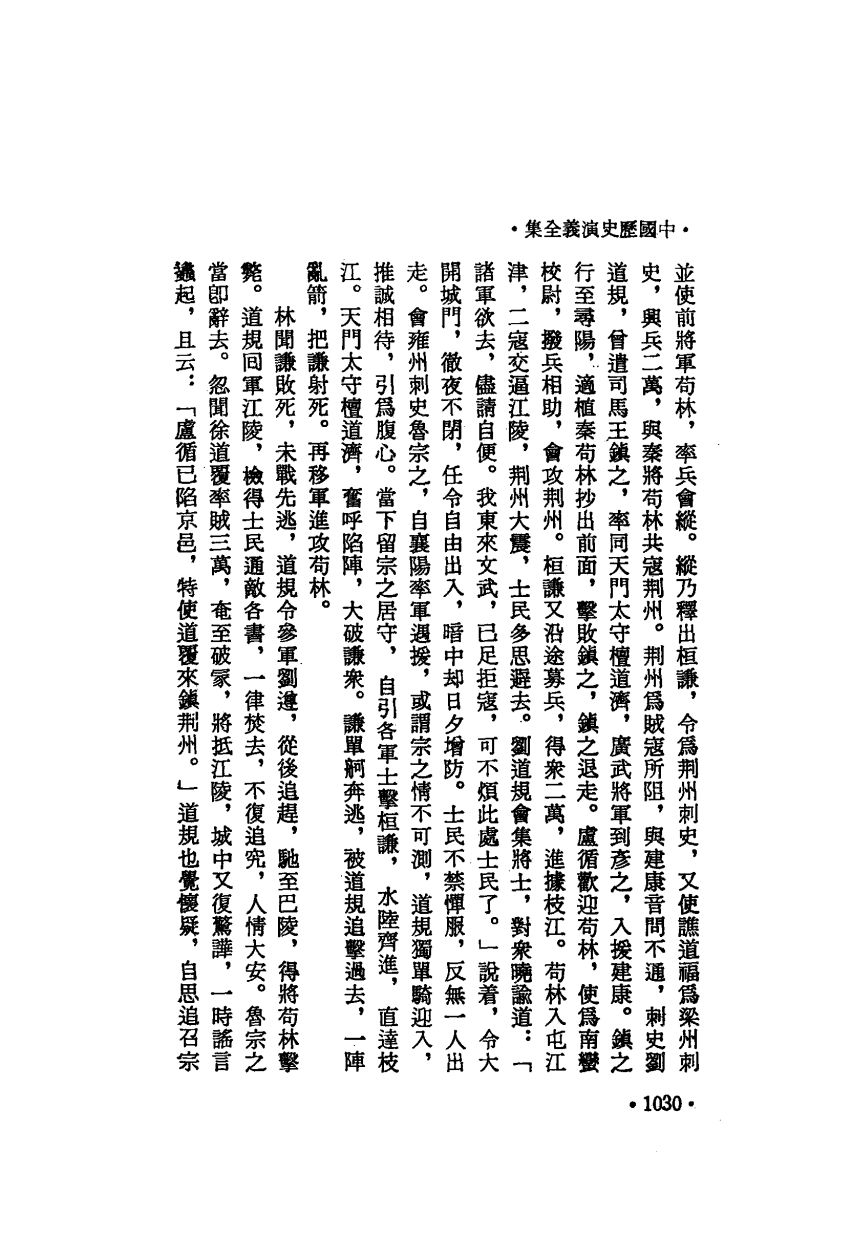 •中國歷史演義全集•
並使前將軍苟林，率兵會縱。縱乃釋出桓謙，令爲荆州刺史，又使譙道福爲梁州刺
史，興兵二萬，與秦將苟林共寇荆州。荆州爲賊寇所阻，與建康音問不通，刺史劉
道規，曾遣司馬王鎮之，率同天門太守檀道濟，廣武將軍到彥之，入援建康。鎮之
行至尋陽，適植秦苟林抄出前面，擊敗鎮之，鎮之退走。盧循歡迎苟林，使爲南蠻
校尉，撥兵相助，會攻荆州。桓謙又沿途募兵，得衆二萬，進據枝江。苟林入屯江
津，二寇交逼江陵，荆州大震，士民多思避去。劉道規會集將士，對衆曉諭道：「
諸軍欲去，儘請自便。我東來文武，已足拒寇，可不煩此處士民了。」說着，令大
開城門，徹夜不閉，任令自由出入，暗中却日夕增防。士民不禁憚服，反無一人出
走。會雍州刺史魯宗之，自襄陽率軍遇援，或謂宗之情不可測，道規獨單騎迎入，
推誠相待，引爲腹心。當下留宗之居守，自引各軍士擊桓謙，水陸齊進，直達枝
江。天門太守檀道濟，奮呼陷陣，大破謙衆。謙單舸奔逃，被道規追擊過去，一陣
亂箭，把謙射死。再移軍進攻苟林。
林聞謙敗死，未戰先逃，道規令參軍劉遵，從後追趕，馳至巴陵，得將苟林擊
斃。道規回軍江陵，檢得士民通敵各書，一律焚去，不復追究，人情大安。魯宗之
當卽辭去。忽聞徐道覆率賊三萬，奄至破冢，將抵江陵，城中又復驚譁，一時謠言
蠭起，且云：「盧循已陷京邑，特使道覆來鎮荆州。」道規也覺懷疑，自思追召宗
•1030•